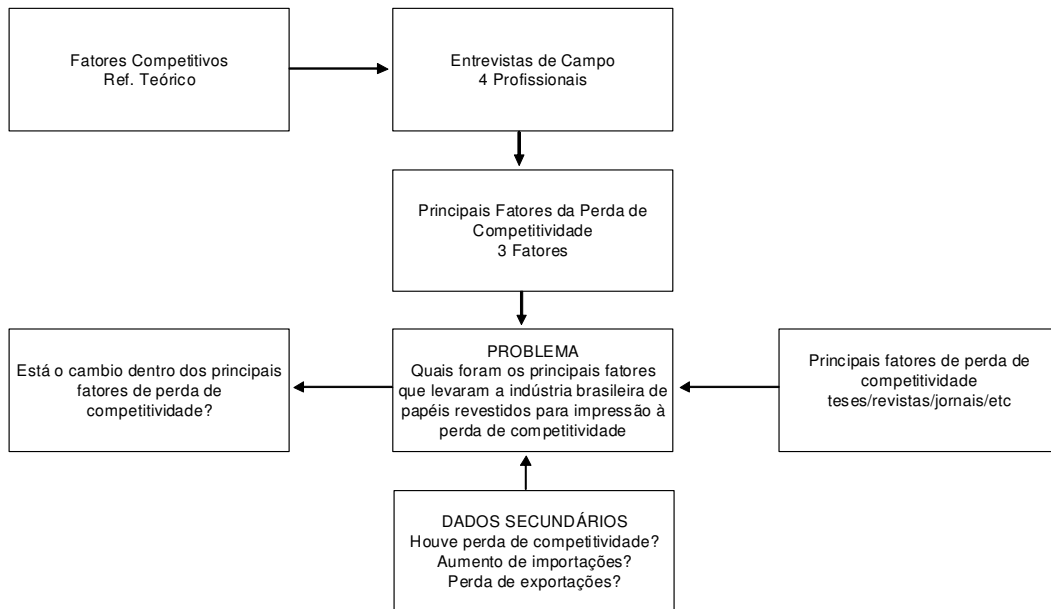 Fatores Competitivos
Ref. Teórico
Entrevistas de Campo
4 Profissionais
Principais Fatores da Perda de
Competitividade
3 Fatores
Está o cambio dentro dos principais
fatores de perda de
competitividade?
PROBLEMA
Quais foram os principais fatores
que levaram a indústria brasileira de
papéis revestidos para impressão à
perda de competitividade
Principais fatores de perda de
competitividade
teses/revistas/jornais/etc
DADOS SECUNDÁRIOS
Houve perda de competitividade?
Aumento de importações?
Perda de exportações?